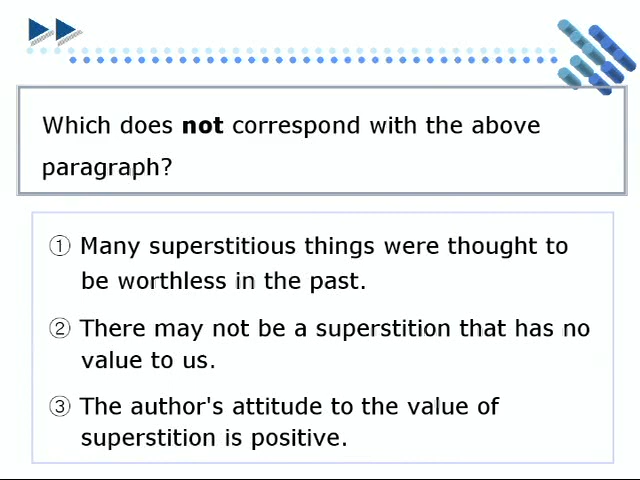 Which does not correspond with the above
paragraph?
① Many superstitious things were thought to
be worthless in the past.
② There may not be a superstition that has no
value to us.
③ The author's attitude to the value of
superstition is positive.